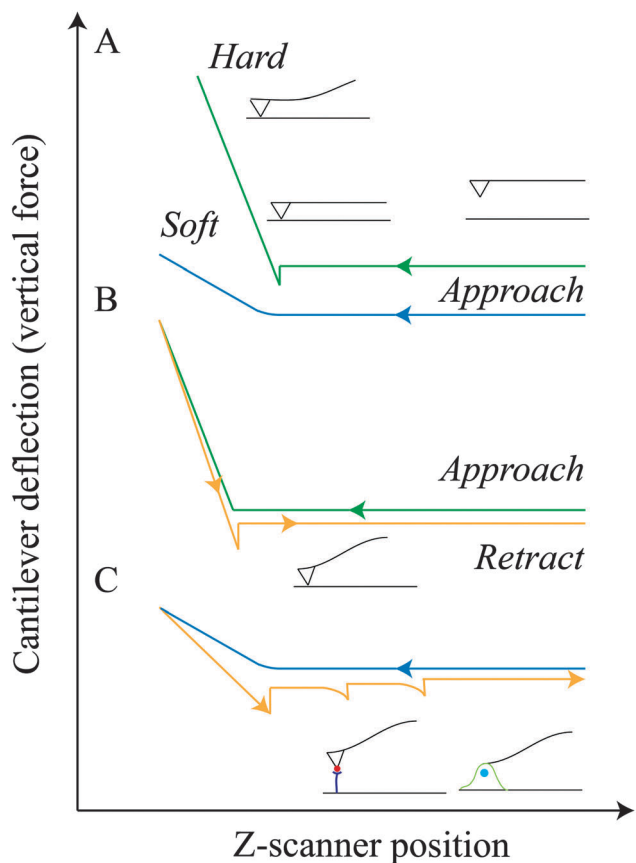 A
Hard
Soft
Approach
B
Approach
Retract
C
Cantilever deflection (vertical force)
Z-scanner position